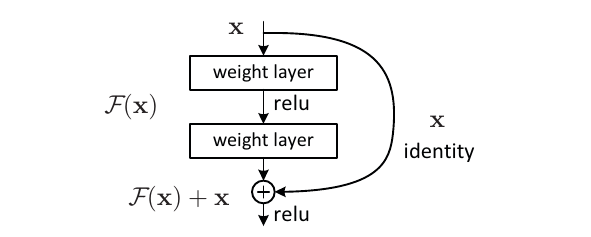 x
weight layer
relu
F(x)
weight layer
x
identity
F(x) + x
relu